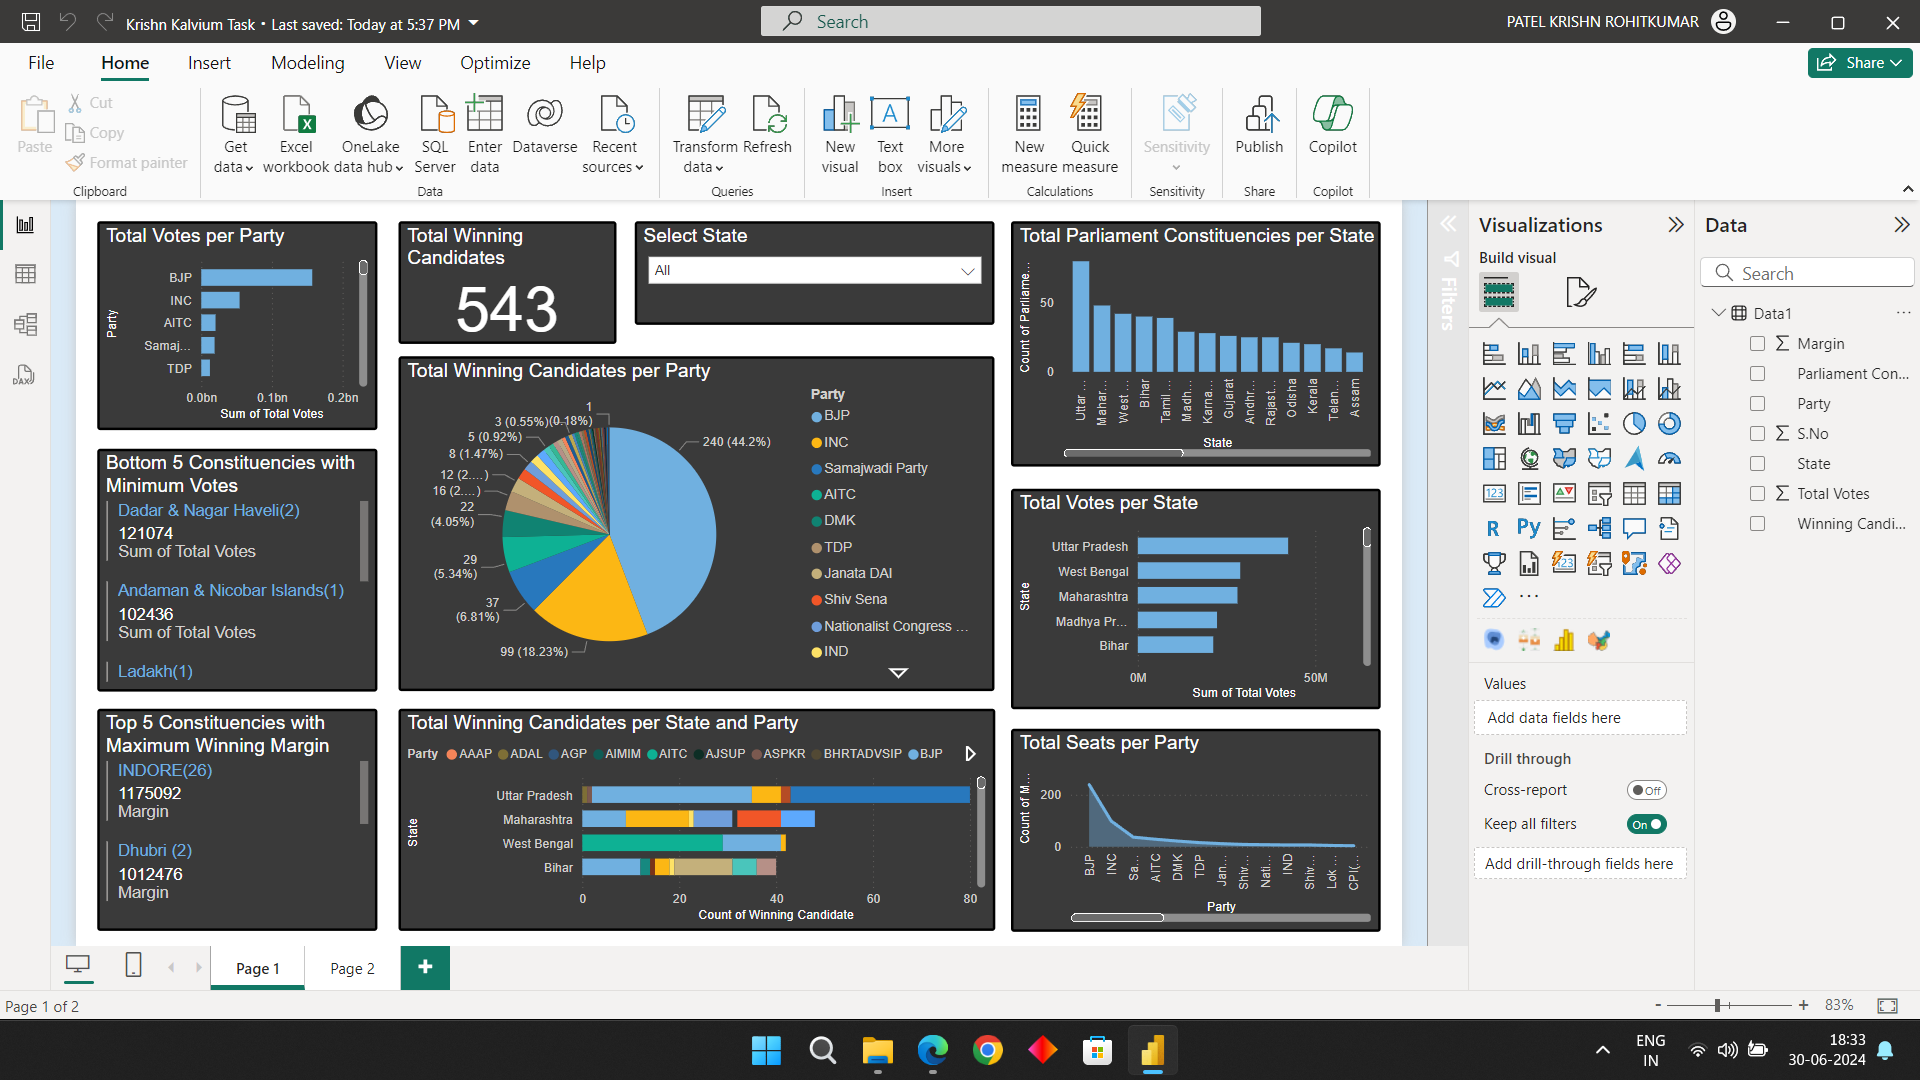 Krishn Kalvium Task • Last saved: Today at 5:37 PM
Search
PATEL KRISHN ROHITKUMAR
File
Home
Insert
Modeling
View
Optimize
Help
Share
Paste
Cut
Copy
Format painter
Clipboard
Get data
Excel workbook
OneLake data hub
SQL Server
Enter data
Dataverse
Recent sources
Data
Transform data
Refresh
Queries
New visual
Text box
More visuals
Insert
New measure
Quick measure
Calculations
Sensitivity
Sensitivity
Publish
Share
Copilot
Copilot
Total Votes per Party
Party
BJP
INC
AITC
Samaj...
TDP
0.0bn 0.1bn 0.2bn
Sum of Total Votes
Total Winning
Candidates
543
Select State
All
Total Parliament Constituencies per State
Count of Parliame...
50
0
Uttar ...
Mahar...
West ...
Bihar
Tamil ...
Madh...
Karna...
Gujarat
Andhr...
Rajast...
Odisha
Kerala
Telan...
Assam
State
Bottom 5 Constituencies with
Minimum Votes
Dadar & Nagar Haveli(2)
121074
Sum of Total Votes
Andaman & Nicobar Islands(1)
102436
Sum of Total Votes
Ladakh(1)
Total Winning Candidates per Party
1
3 (0.55%)
(0.18%)
5 (0.92%)
8 (1.47%)
12 (2....)
16 (2....)
22
(4.05%)
29
(5.34%)
37
(6.81%)
99 (18.23%)
240 (44.2%)
Party
BJP
INC
Samajwadi Party
AITC
DMK
TDP
Janata DAl
Shiv Sena
Nationalist Congress ...
IND
Total Votes per State
State
Uttar Pradesh
West Bengal
Maharashtra
Madhya Pr...
Bihar
0M 50M
Sum of Total Votes
Top 5 Constituencies with
Maximum Winning Margin
INDORE(26)
1175092
Margin
Dhubri (2)
1012476
Margin
Total Winning Candidates per State and Party
Party AAAP ADAL AGP AIMIM AITC AJSUP ASPKR BHRTADVSIP BJP
State
Uttar Pradesh
Maharashtra
West Bengal
Bihar
0 20 40 60 80
Count of Winning Candidate
Total Seats per Party
Count of M...
200
0
BJP
INC
Sa...
AITC
DMK
TDP
Jan...
Shiv...
Nati...
IND
Shiv...
Lok ...
CPI(...
Party
Filters
Visualizations
Build visual
Values
Add data fields here
Drill through
Cross-report
Off
Keep all filters
On
Add drill-through fields here
Data
Search
Data1
Margin
Parliament Con...
Party
S.No
State
Total Votes
Winning Candi...
Page 1
Page 2
Page 1 of 2
83%
ENG
IN
18:33
30-06-2024